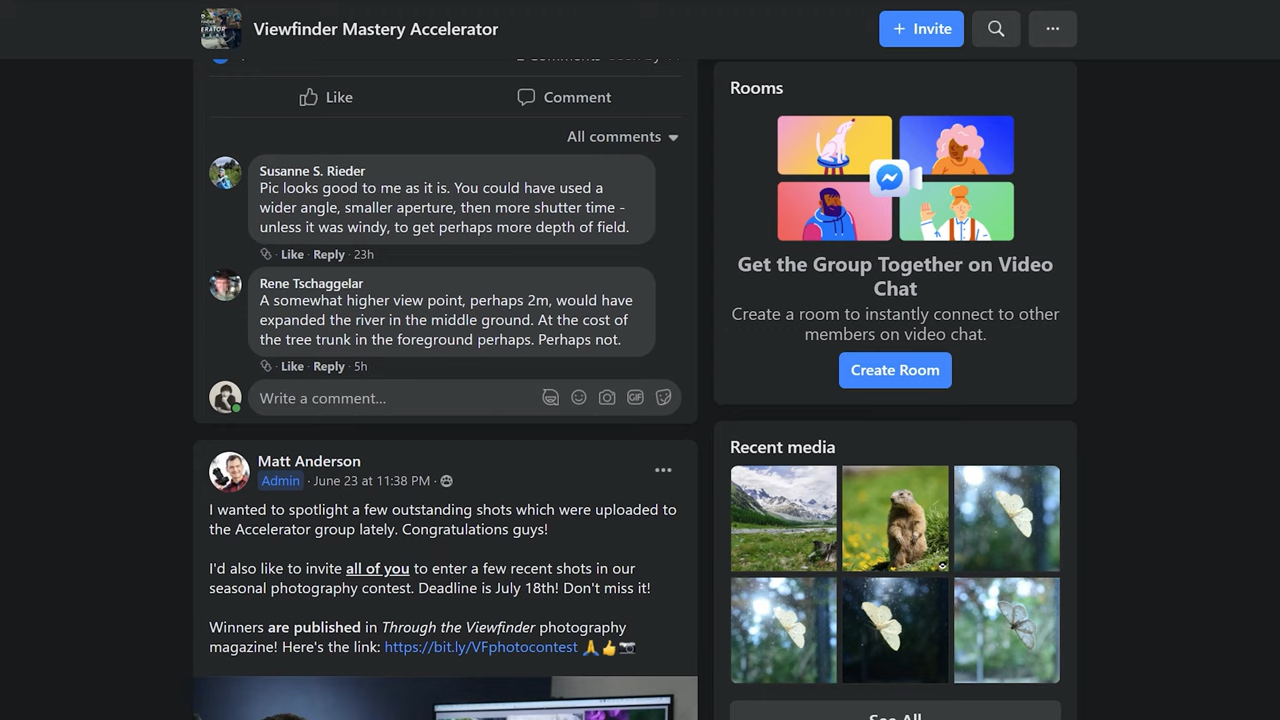 Viewfinder Mastery Accelerator
+ Invite
Like
Comment
All comments
Susanne S. Rieder
Pic looks good to me as it is. You could have used a
wider angle, smaller aperture, then more shutter time -
unless it was windy, to get perhaps more depth of field.
· Like · Reply · 23h
Rene Tschaggelar
A somewhat higher view point, perhaps 2m, would have
expanded the river in the middle ground. At the cost of
the tree trunk in the foreground perhaps. Perhaps not.
· Like · Reply · 5h
Write a comment...
GIF
Matt Anderson
Admin · June 23 at 11:38 PM ·
I wanted to spotlight a few outstanding shots which were uploaded to
the Accelerator group lately. Congratulations guys!
I'd also like to invite all of you to enter a few recent shots in our
seasonal photography contest. Deadline is July 18th! Don't miss it!
Winners are published in Through the Viewfinder photography
magazine! Here's the link: https://bit.ly/VFphotocontest 🙏👍📷
Rooms
Get the Group Together on Video
Chat
Create a room to instantly connect to other
members on video chat.
Create Room
Recent media
See All